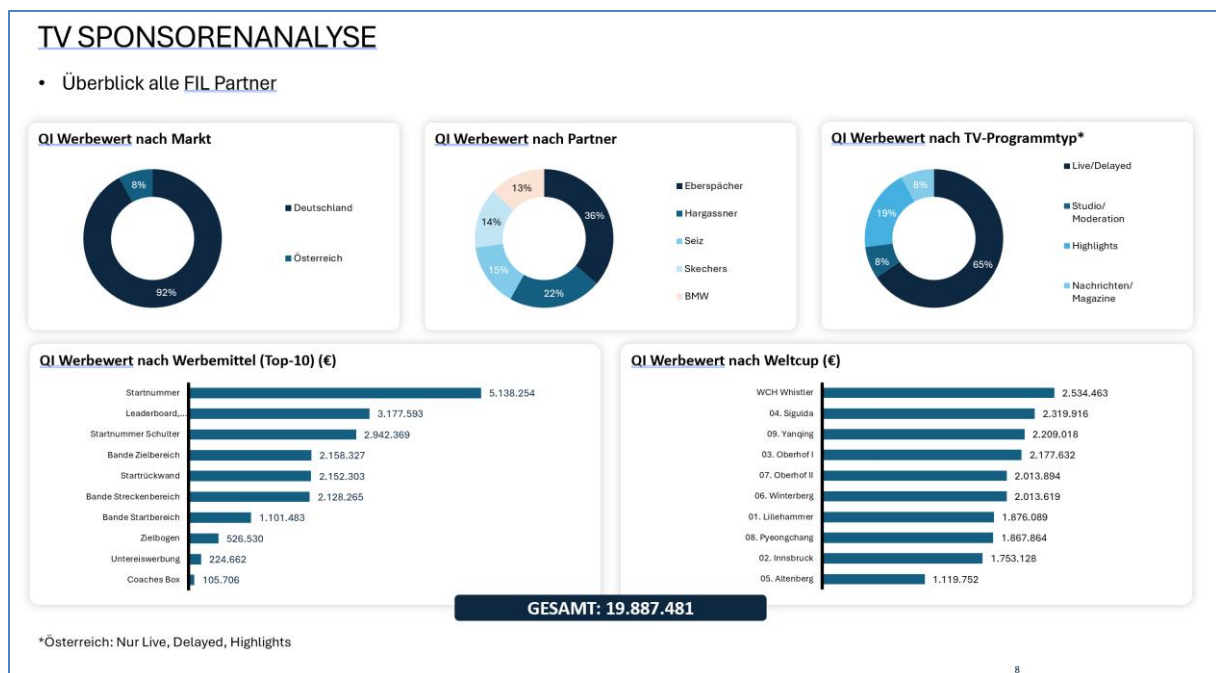 TV SPONSORENANALYSE
• Überblick alle FIL Partner
QI Werbewert nach Markt
8%
92%
Deutschland
Österreich
QI Werbewert nach Partner
13%
14%
15%
22%
36%
Eberspächer
Hargassner
Seiz
Skechers
BMW
QI Werbewert nach TV-Programmtyp*
8%
19%
8%
65%
Live/Delayed
Studio/
Moderation
Highlights
Nachrichten/
Magazine
QI Werbewert nach Werbemittel (Top-10) (€)
Startnummer 5.138.254
Leaderboard,... 3.177.593
Startnummer Schulter 2.942.369
Bande Zielbereich 2.158.327
Startrückwand 2.152.303
Bande Streckenbereich 2.128.265
Bande Startbereich 1.101.483
Zielbogen 526.530
Untereiswerbung 224.662
Coaches Box 105.706
QI Werbewert nach Weltcup (€)
WCH Whistler 2.534.463
04. Sigulda 2.319.916
09. Yanqing 2.209.018
03. Oberhof I 2.177.632
07. Oberhof II 2.013.894
06. Winterberg 2.013.619
01. Lillehammer 1.876.089
08. Pyeongchang 1.867.864
02. Innsbruck 1.753.128
05. Altenberg 1.119.752
GESAMT: 19.887.481
*Österreich: Nur Live, Delayed, Highlights
8